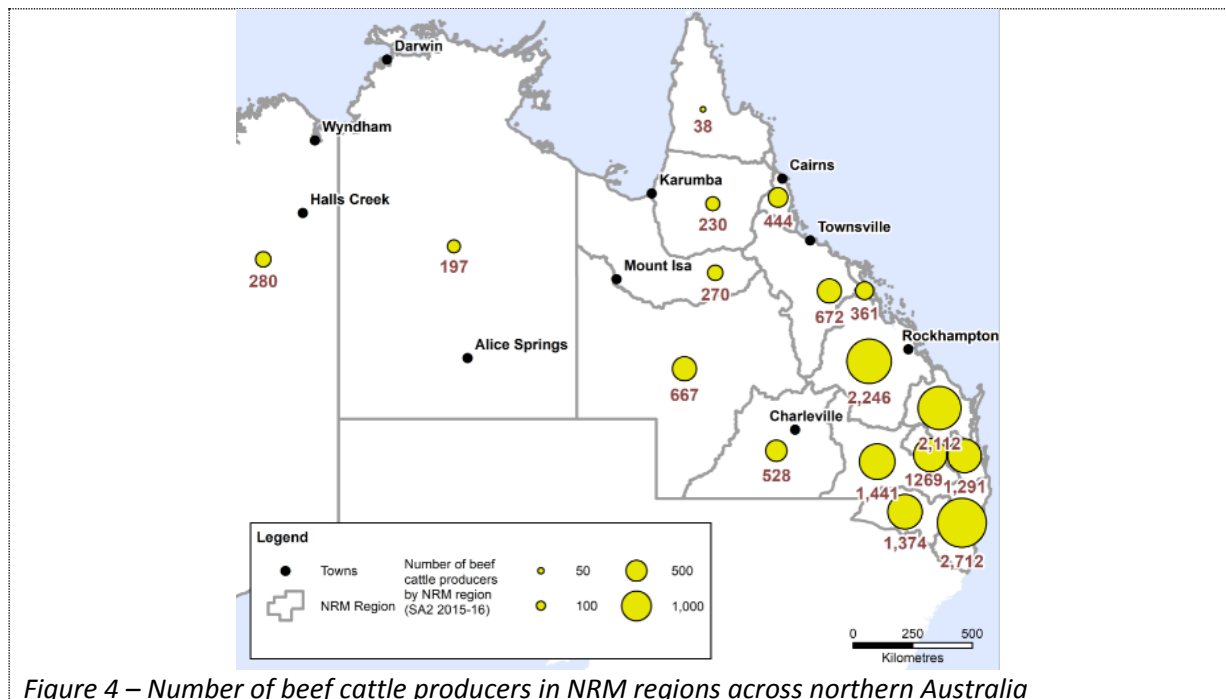 Darwin
Wyndham
38
Cairns
Karumba
Halls Creek
444
230
Townsville
197
Mount Isa
280
270
672
361
Rockhampton
Alice Springs
667
2,246
Charleville
2,112
528
1,441
1269
1,291
1,374
2,712
Legend
Towns
NRM Region
Number of beef
cattle producers
by NRM region
(SA2 2015-16)
50
100
500
1,000
0 250 500
Kilometres
Figure 4 – Number of beef cattle producers in NRM regions across northern Australia